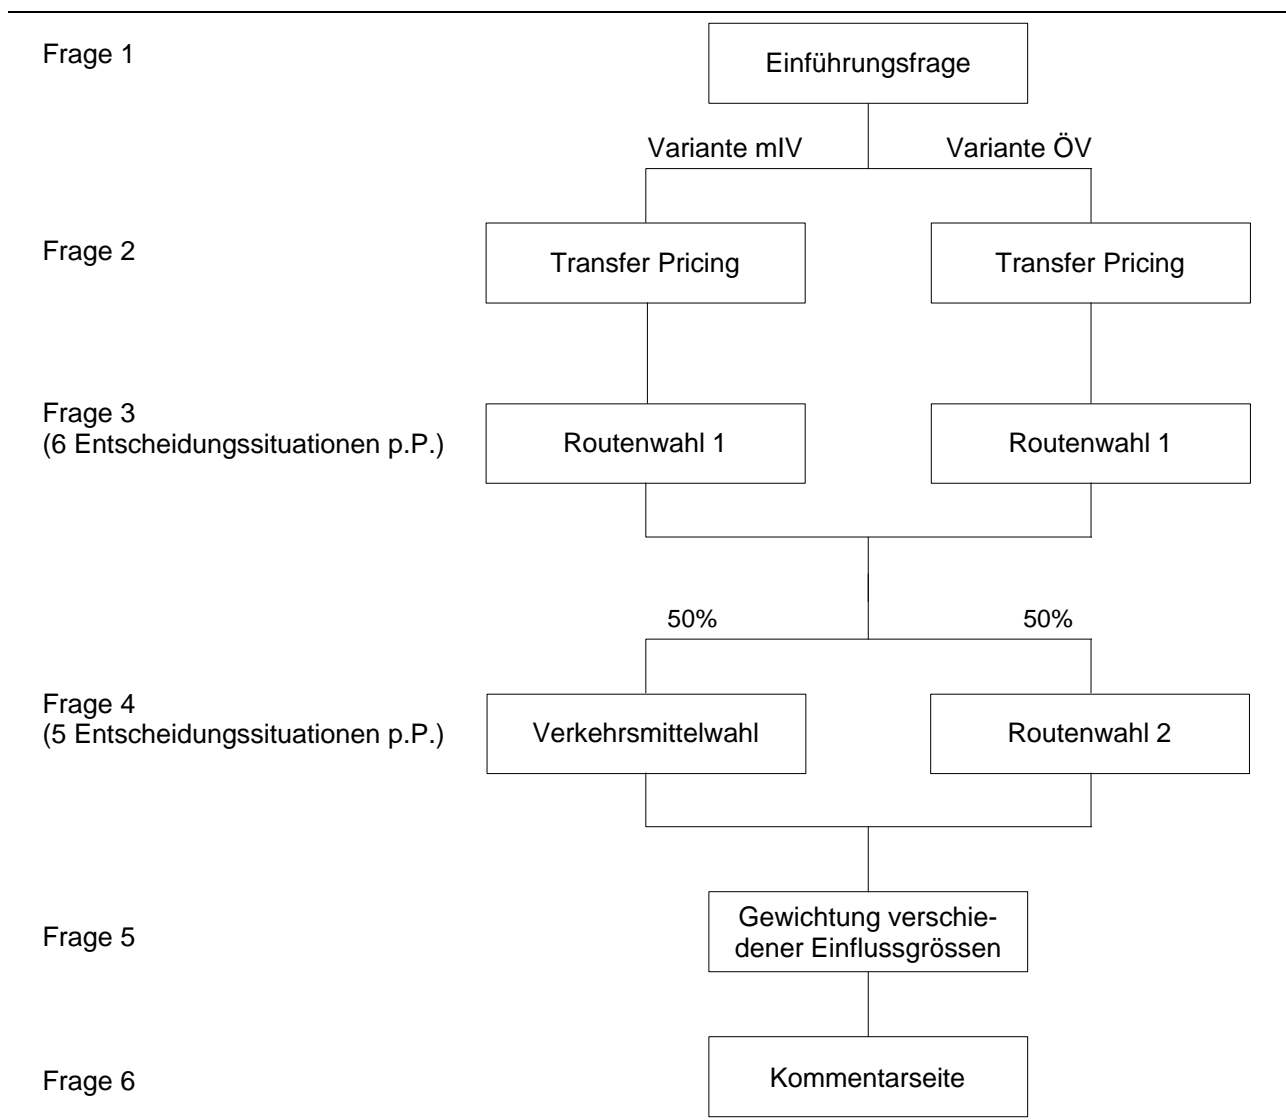 Frage 1
Einführungsfrage
Variante mIV
Variante ÖV
Frage 2
Transfer Pricing
Transfer Pricing
Frage 3
(6 Entscheidungssituationen p.P.)
Routenwahl 1
Routenwahl 1
50%
50%
Frage 4
(5 Entscheidungssituationen p.P.)
Verkehrsmittelwahl
Routenwahl 2
Frage 5
Gewichtung verschie-
dener Einflussgrössen
Frage 6
Kommentarseite